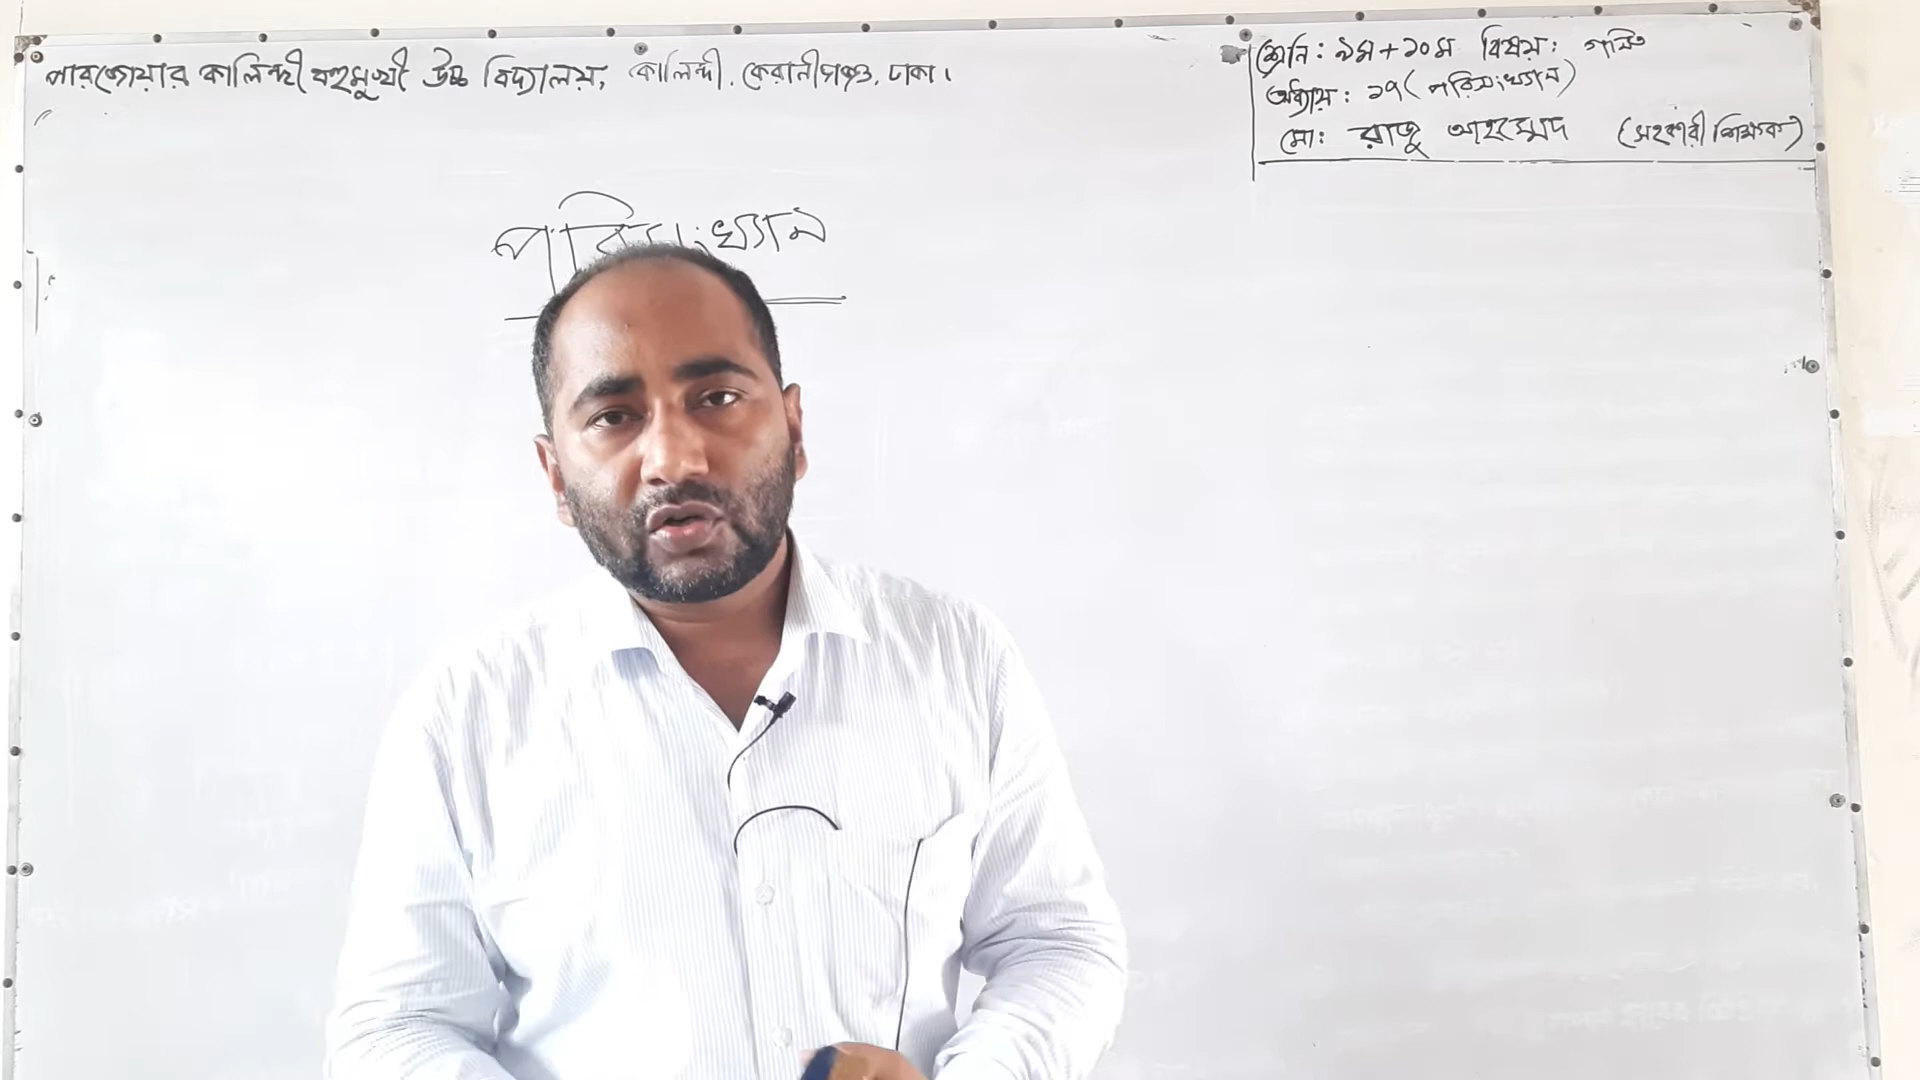 পারজোয়ার কালিন্দী বহুমুখী উচ্চ বিদ্যালয়, কালিন্দী, কেরানীগঞ্জ, ঢাকা।
শ্রেনি: ৯ম + ১০ম বিষয়: গণিত
অধ্যায়: ১৭ (পরিসংখ্যান)
মো: রাজু আহম্মেদ (সহকারী শিক্ষক)
পরিসংখ্যান